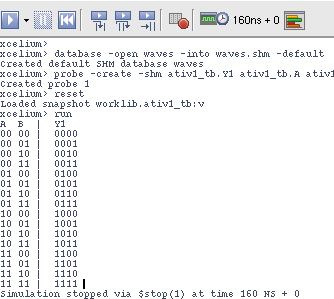 160ns + 0
xcelium>
xcelium> database -open waves -into waves.shm -default
Created default SHM database waves
xcelium> probe -create -shm ativ1_tb.Y1 ativ1_tb.A ativ1
Created probe 1
xcelium> reset
Loaded snapshot worklib.ativ1_tb:v
xcelium> run
A B | Y1
00 00 | 0000
00 01 | 0001
00 10 | 0010
00 11 | 0011
01 00 | 0100
01 01 | 0101
01 10 | 0110
01 11 | 0111
10 00 | 1000
10 01 | 1001
10 10 | 1010
10 11 | 1011
11 00 | 1100
11 01 | 1101
11 10 | 1110
11 11 | 1111
Simulation stopped via $stop(1) at time 160 NS + 0